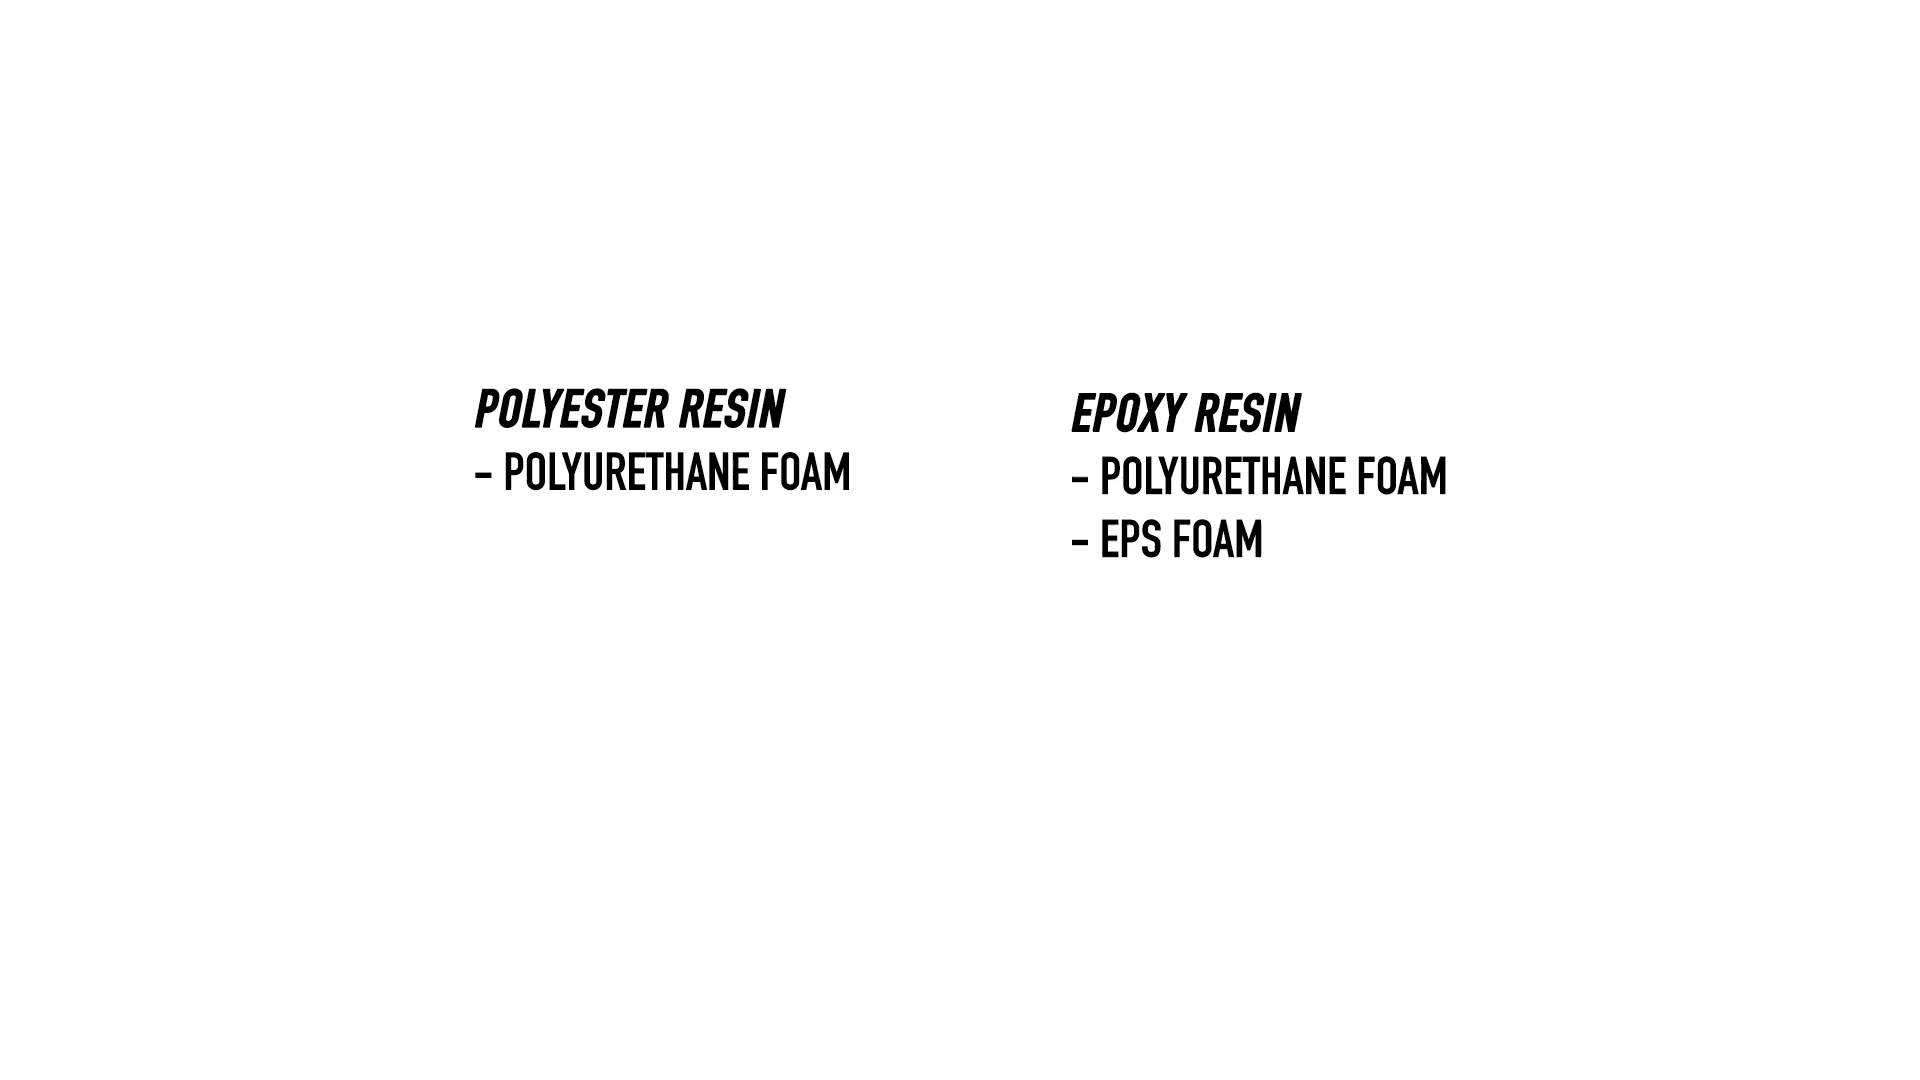 POLYESTER RESIN
- POLYURETHANE FOAM
EPOXY RESIN
- POLYURETHANE FOAM
- EPS FOAM